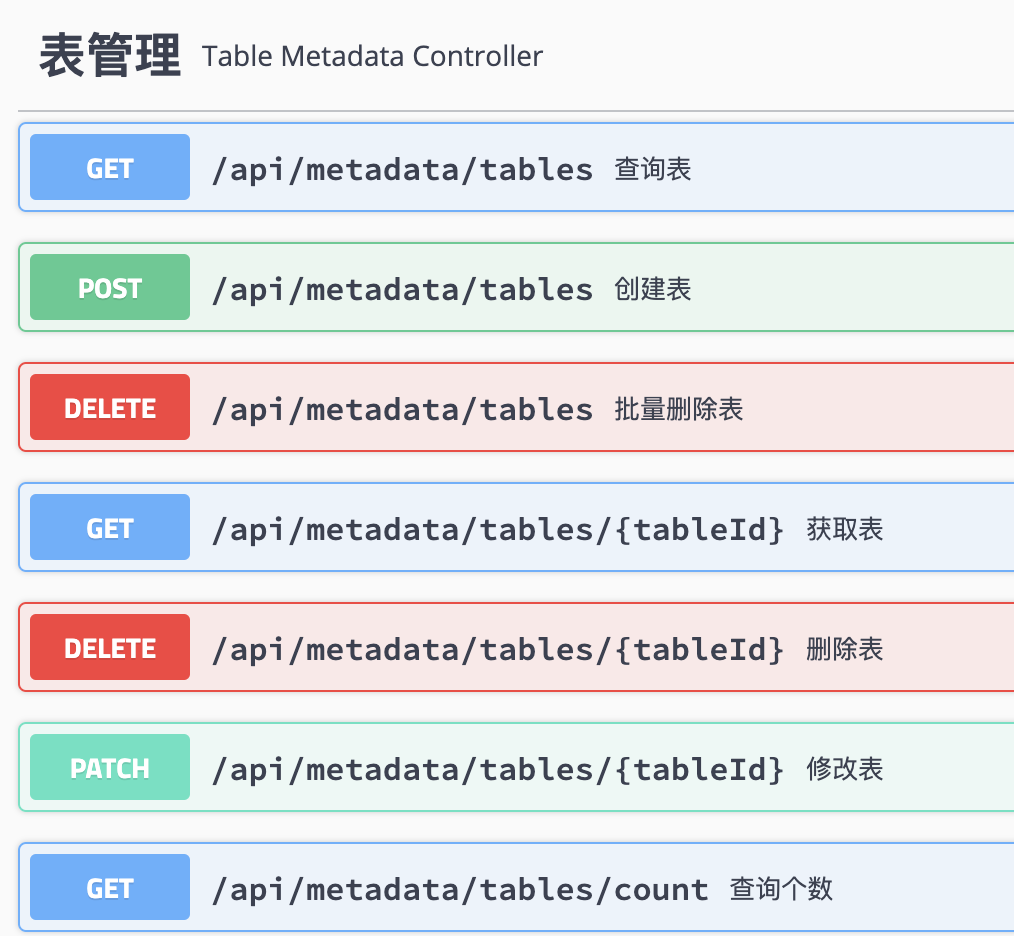 表管理 Table Metadata Controller
GET /api/metadata/tables 查询表
POST /api/metadata/tables 创建表
DELETE /api/metadata/tables 批量删除表
GET /api/metadata/tables/{tableId} 获取表
DELETE /api/metadata/tables/{tableId} 删除表
PATCH /api/metadata/tables/{tableId} 修改表
GET /api/metadata/tables/count 查询个数